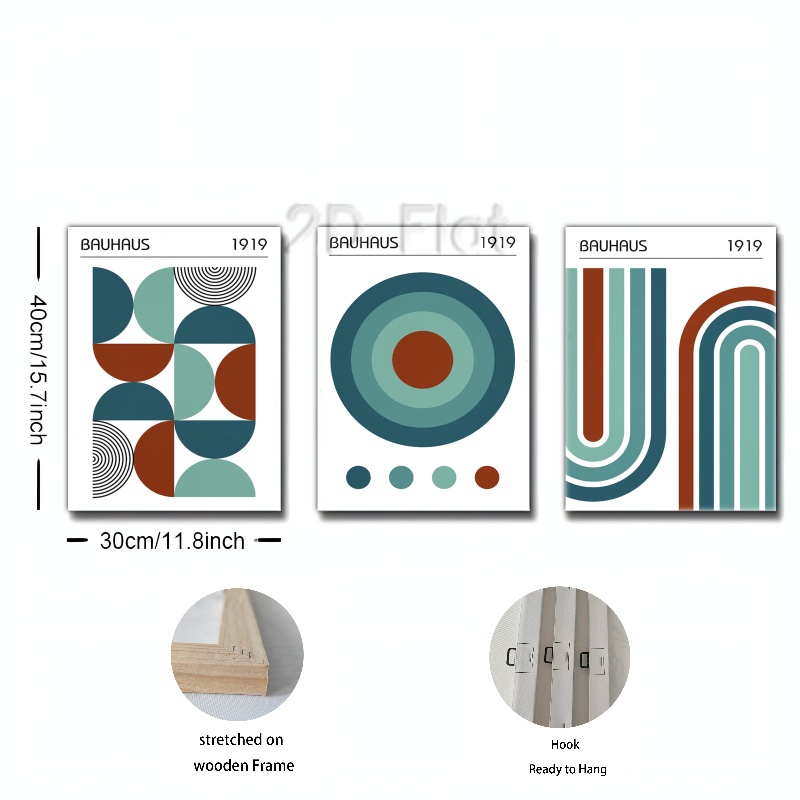 2D Flat
BAUHAUS 1919
BAUHAUS 1919
BAUHAUS 1919
40cm/15.7inch
30cm/11.8inch
stretched on
wooden Frame
Hook
Ready to Hang